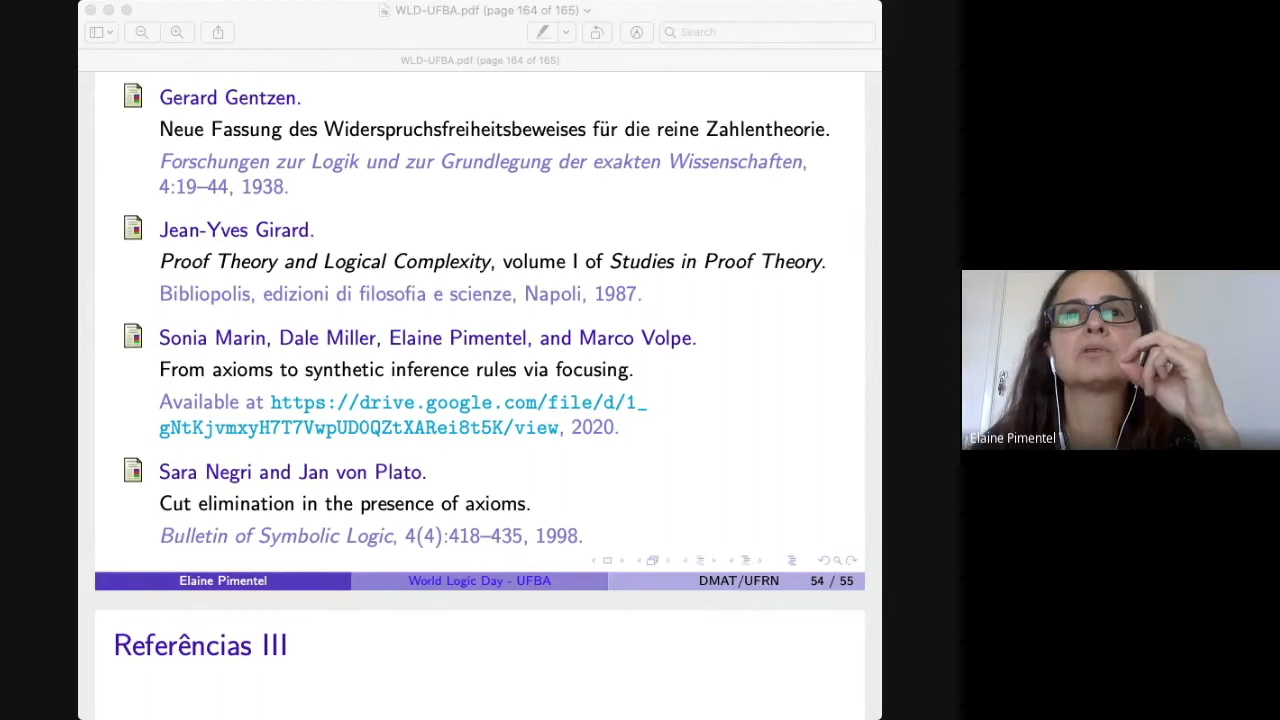 WLD-UFBA.pdf (page 164 of 165)
Search
WLD-UFBA.pdf (page 164 of 165)
Gerard Gentzen.
Neue Fassung des Widerspruchsfreiheitsbeweises für die reine Zahlentheorie.
Forschungen zur Logik und zur Grundlegung der exakten Wissenschaften,
4:19–44, 1938.
Jean-Yves Girard.
Proof Theory and Logical Complexity, volume I of Studies in Proof Theory.
Bibliopolis, edizioni di filosofia e scienze, Napoli, 1987.
Sonia Marin, Dale Miller, Elaine Pimentel, and Marco Volpe.
From axioms to synthetic inference rules via focusing.
Available at https://drive.google.com/file/d/1_
gNtKjvmxyH7T7VwpUDOQZtXARei8t5K/view, 2020.
Sara Negri and Jan von Plato.
Cut elimination in the presence of axioms.
Bulletin of Symbolic Logic, 4(4):418–435, 1998.
Elaine Pimentel World Logic Day - UFBA DMAT/UFRN 54 / 55
Referências III
Elaine Pimentel